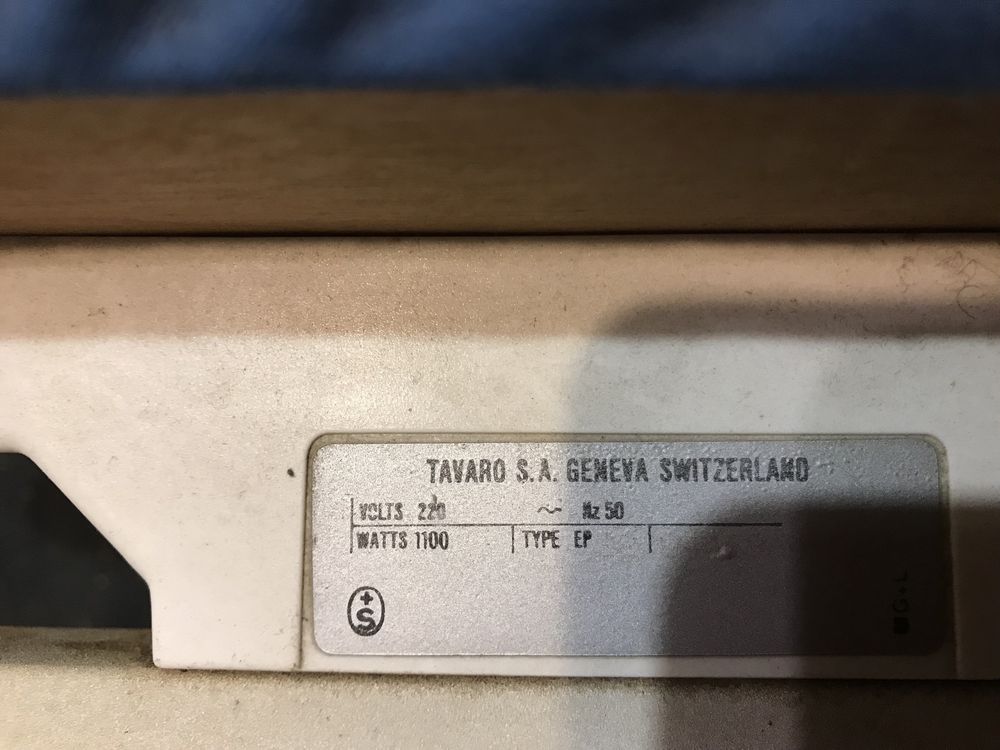 TAVARO S.A. GENEVA SWITZERLAND
VOLTS 220 ~ Hz 50
WATTS 1100 TYPE EP
+S
G+L